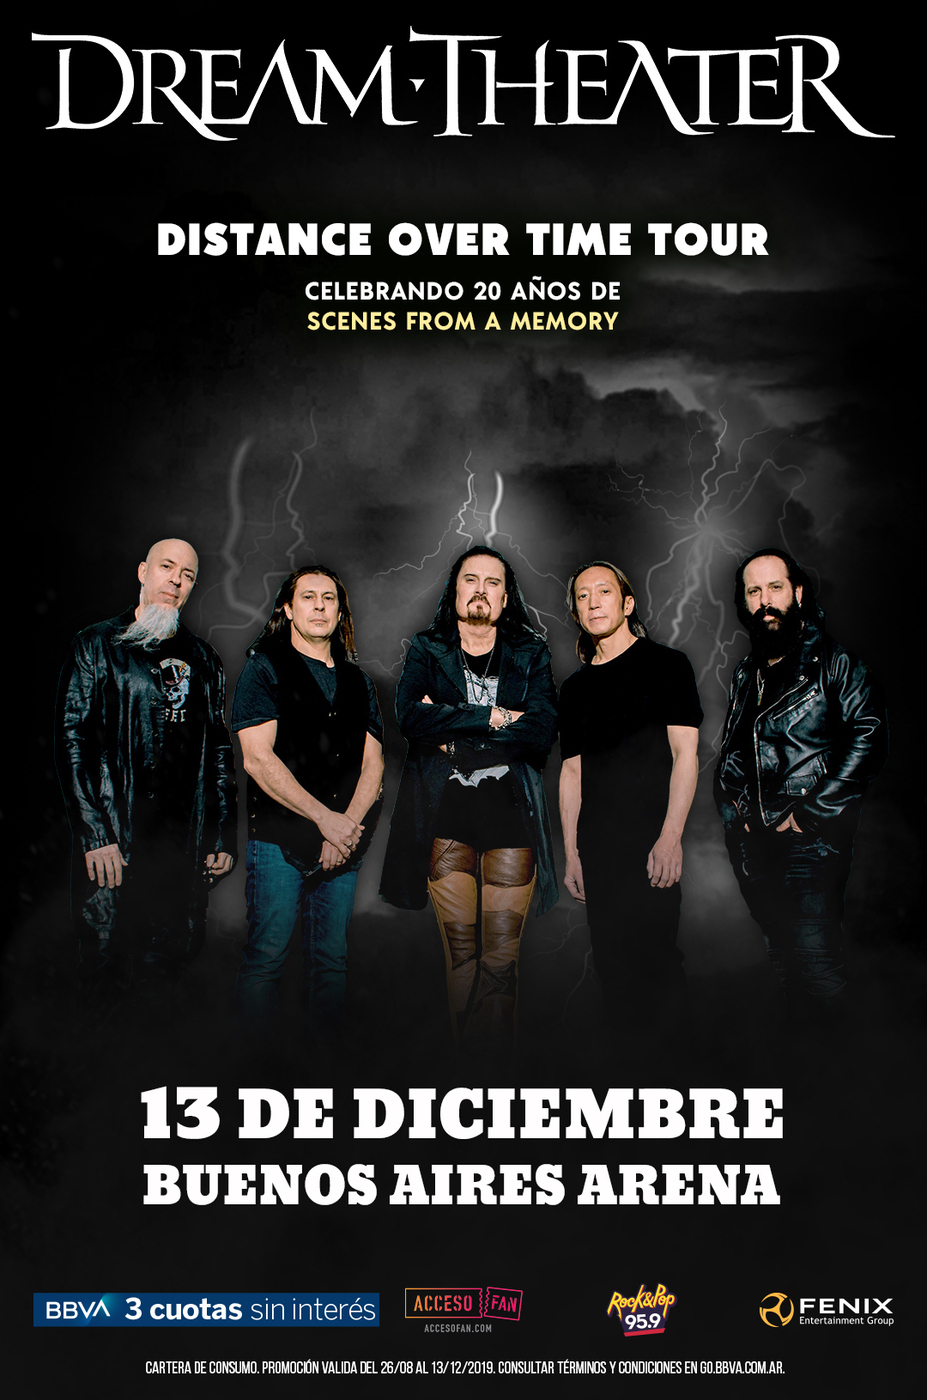 DREAM THEATER
DISTANCE OVER TIME TOUR
CELEBRANDO 20 AÑOS DE
SCENES FROM A MEMORY
13 DE DICIEMBRE
BUENOS AIRES ARENA
BBVA 3 cuotas sin interés
ACCESO FAN
ACCESOFAN.COM
Rock&Pop
95.9
FENIX
Entertainment Group
CARTERA DE CONSUMO. PROMOCIÓN VALIDA DEL 26/08 AL 13/12/2019. CONSULTAR TÉRMINOS Y CONDICIONES EN GO.BBVA.COM.AR.